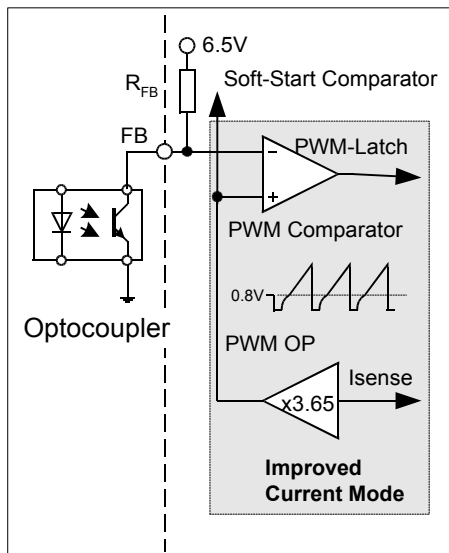 6.5V
RFB
Soft-Start Comparator
FB
PWM-Latch
PWM Comparator
0.8V
Optocoupler
PWM OP
Isense
x3.65
Improved
Current Mode